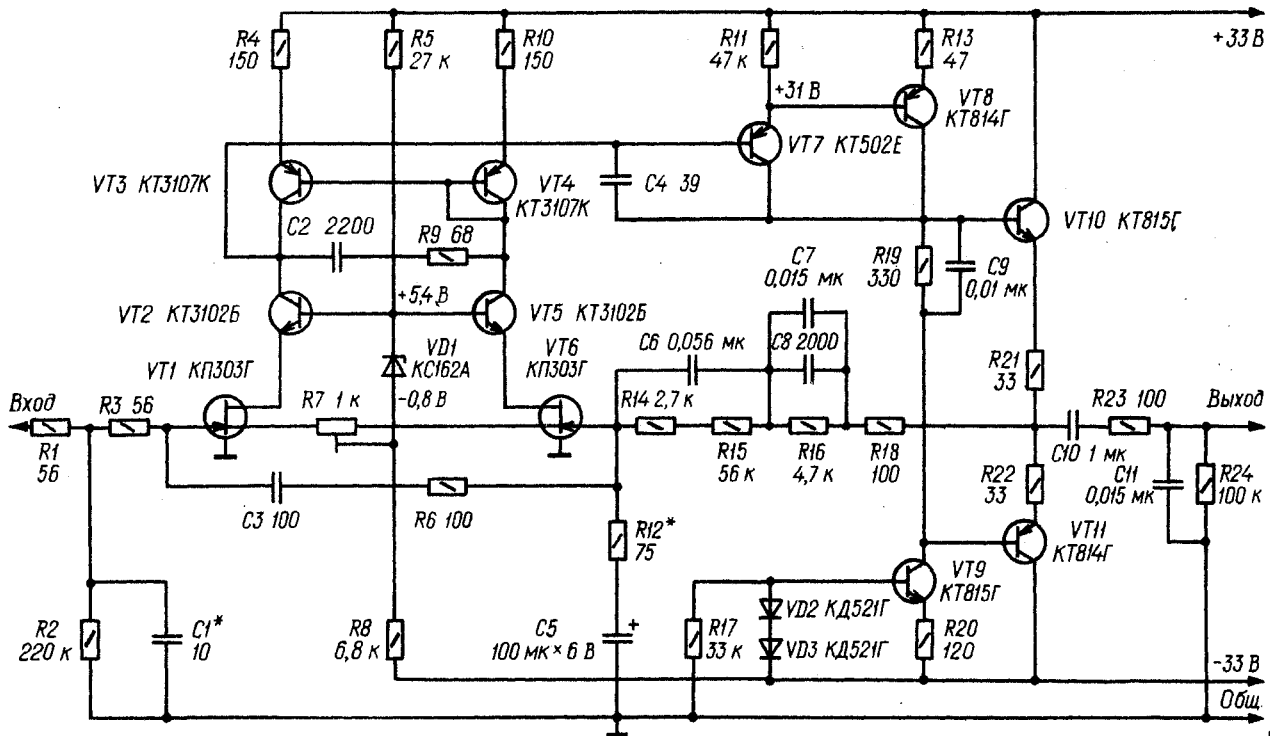 R4
150
R5
27 к
R10
150
R11
47 к
R13
47
+33 В
+31 В
VT8
КТ814Г
VT7 КТ502Е
VT3 КТ3107К
VT4
КТ3107К
C4 39
VT10 КТ815Г
C2 2200
R9 68
C7
0,015 мк
R19
330
C9
0,01 мк
+5,4 В
VT2 КТ3102Б
VT5 КТ3102Б
C6 0,056 мк
C8 2000
VD1
КС162А
VT1 КП303Г
VT6
КП303Г
R21
33
Вход
R3 56
R7 1 к
-0,8 В
R14 2,7 к
R23 100
Выход
R1
56
R15
56 к
R16
4,7 к
R18
100
C10 1 мк
R22
33
C11
0,015 мк
R24
100 к
C3 100
R6 100
R12*
75
VT11
КТ814Г
VT9
КТ815Г
VD2 КД521Г
R2
220 к
C1*
10
R8
6,8 к
C5
100 мк × 6 В
+
R17
33 к
VD3 КД521Г
R20
120
-33 В
Общ.